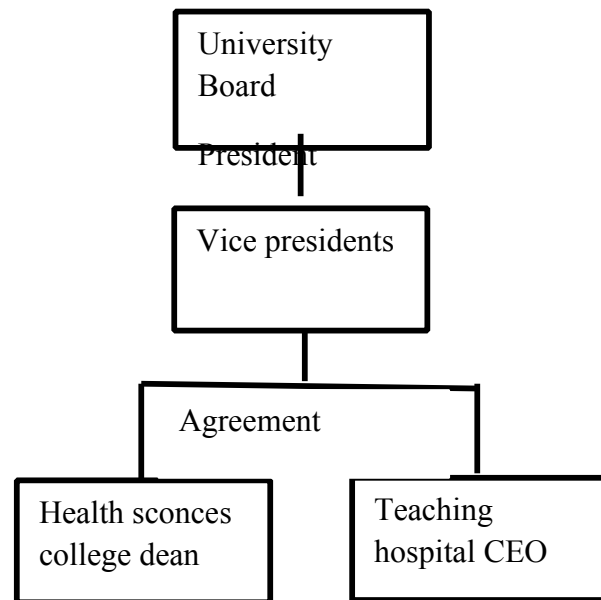 University
Board
President
Vice presidents
Agreement
Health sconces
college dean
Teaching
hospital CEO